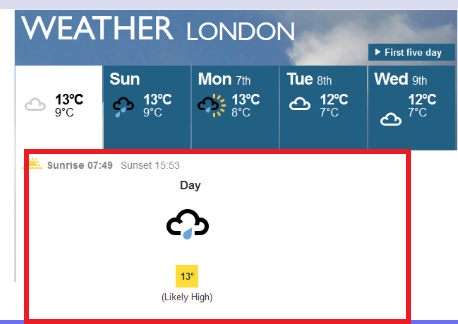 WEATHER LONDON
First five day
Sun
Mon 7th
Tue 8th
Wed 9th
13°C
9°C
13°C
9°C
13°C
8°C
12°C
7°C
12°C
7°C
Sunrise 07:49 Sunset 15:53
Day
13°
(Likely High)